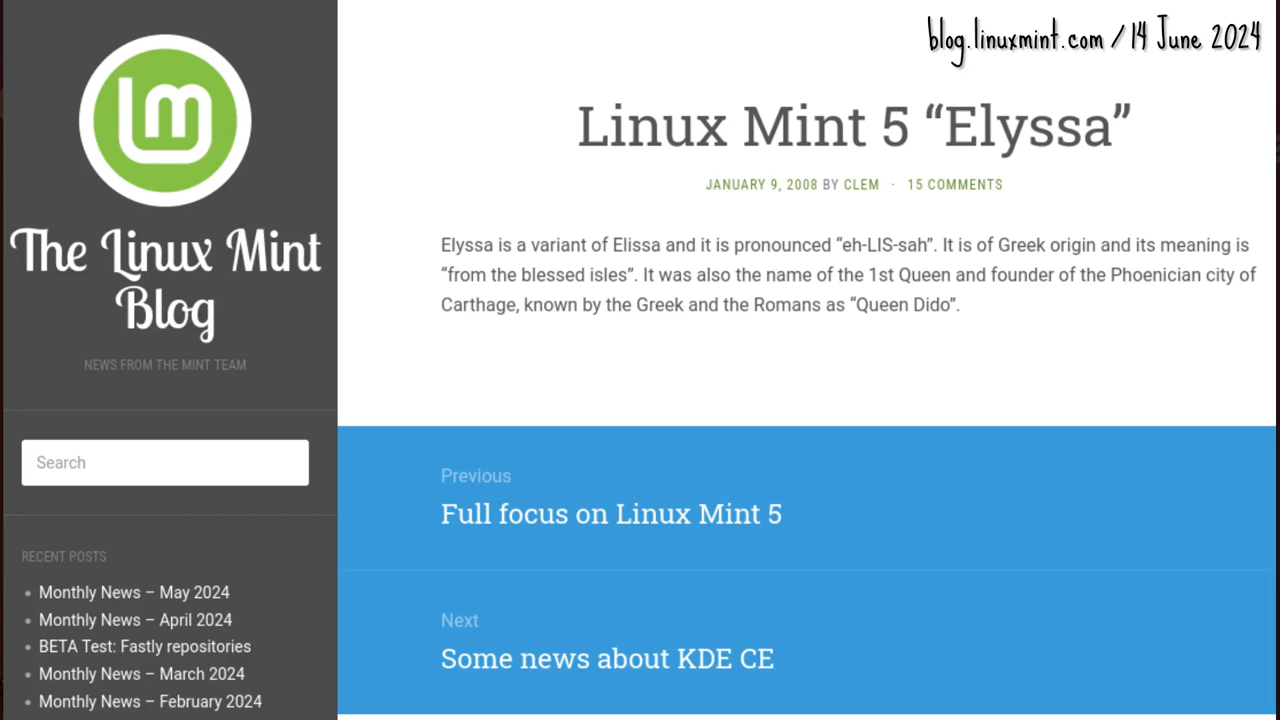 blog.linuxmint.com / 14 June 2024
lm
The Linux Mint
Blog
NEWS FROM THE MINT TEAM
Search
RECENT POSTS
Monthly News – May 2024
Monthly News – April 2024
BETA Test: Fastly repositories
Monthly News – March 2024
Monthly News – February 2024
Linux Mint 5 “Elyssa”
JANUARY 9, 2008 BY CLEM · 15 COMMENTS
Elyssa is a variant of Elissa and it is pronounced “eh-LIS-sah”. It is of Greek origin and its meaning is
“from the blessed isles”. It was also the name of the 1st Queen and founder of the Phoenician city of
Carthage, known by the Greek and the Romans as “Queen Dido”.
Previous
Full focus on Linux Mint 5
Next
Some news about KDE CE